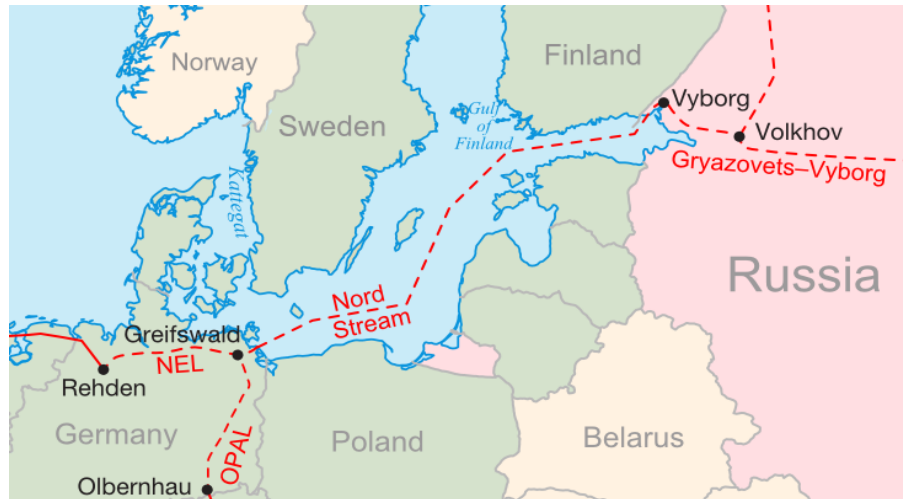 Norway
Finland
Sweden
Gulf
of
Finland
Vyborg
Volkhov
Gryazovets–Vyborg
Kattegat
Russia
Nord
Stream
Greifswald
NEL
Rehden
Germany
OPAL
Poland
Belarus
Olbernhau